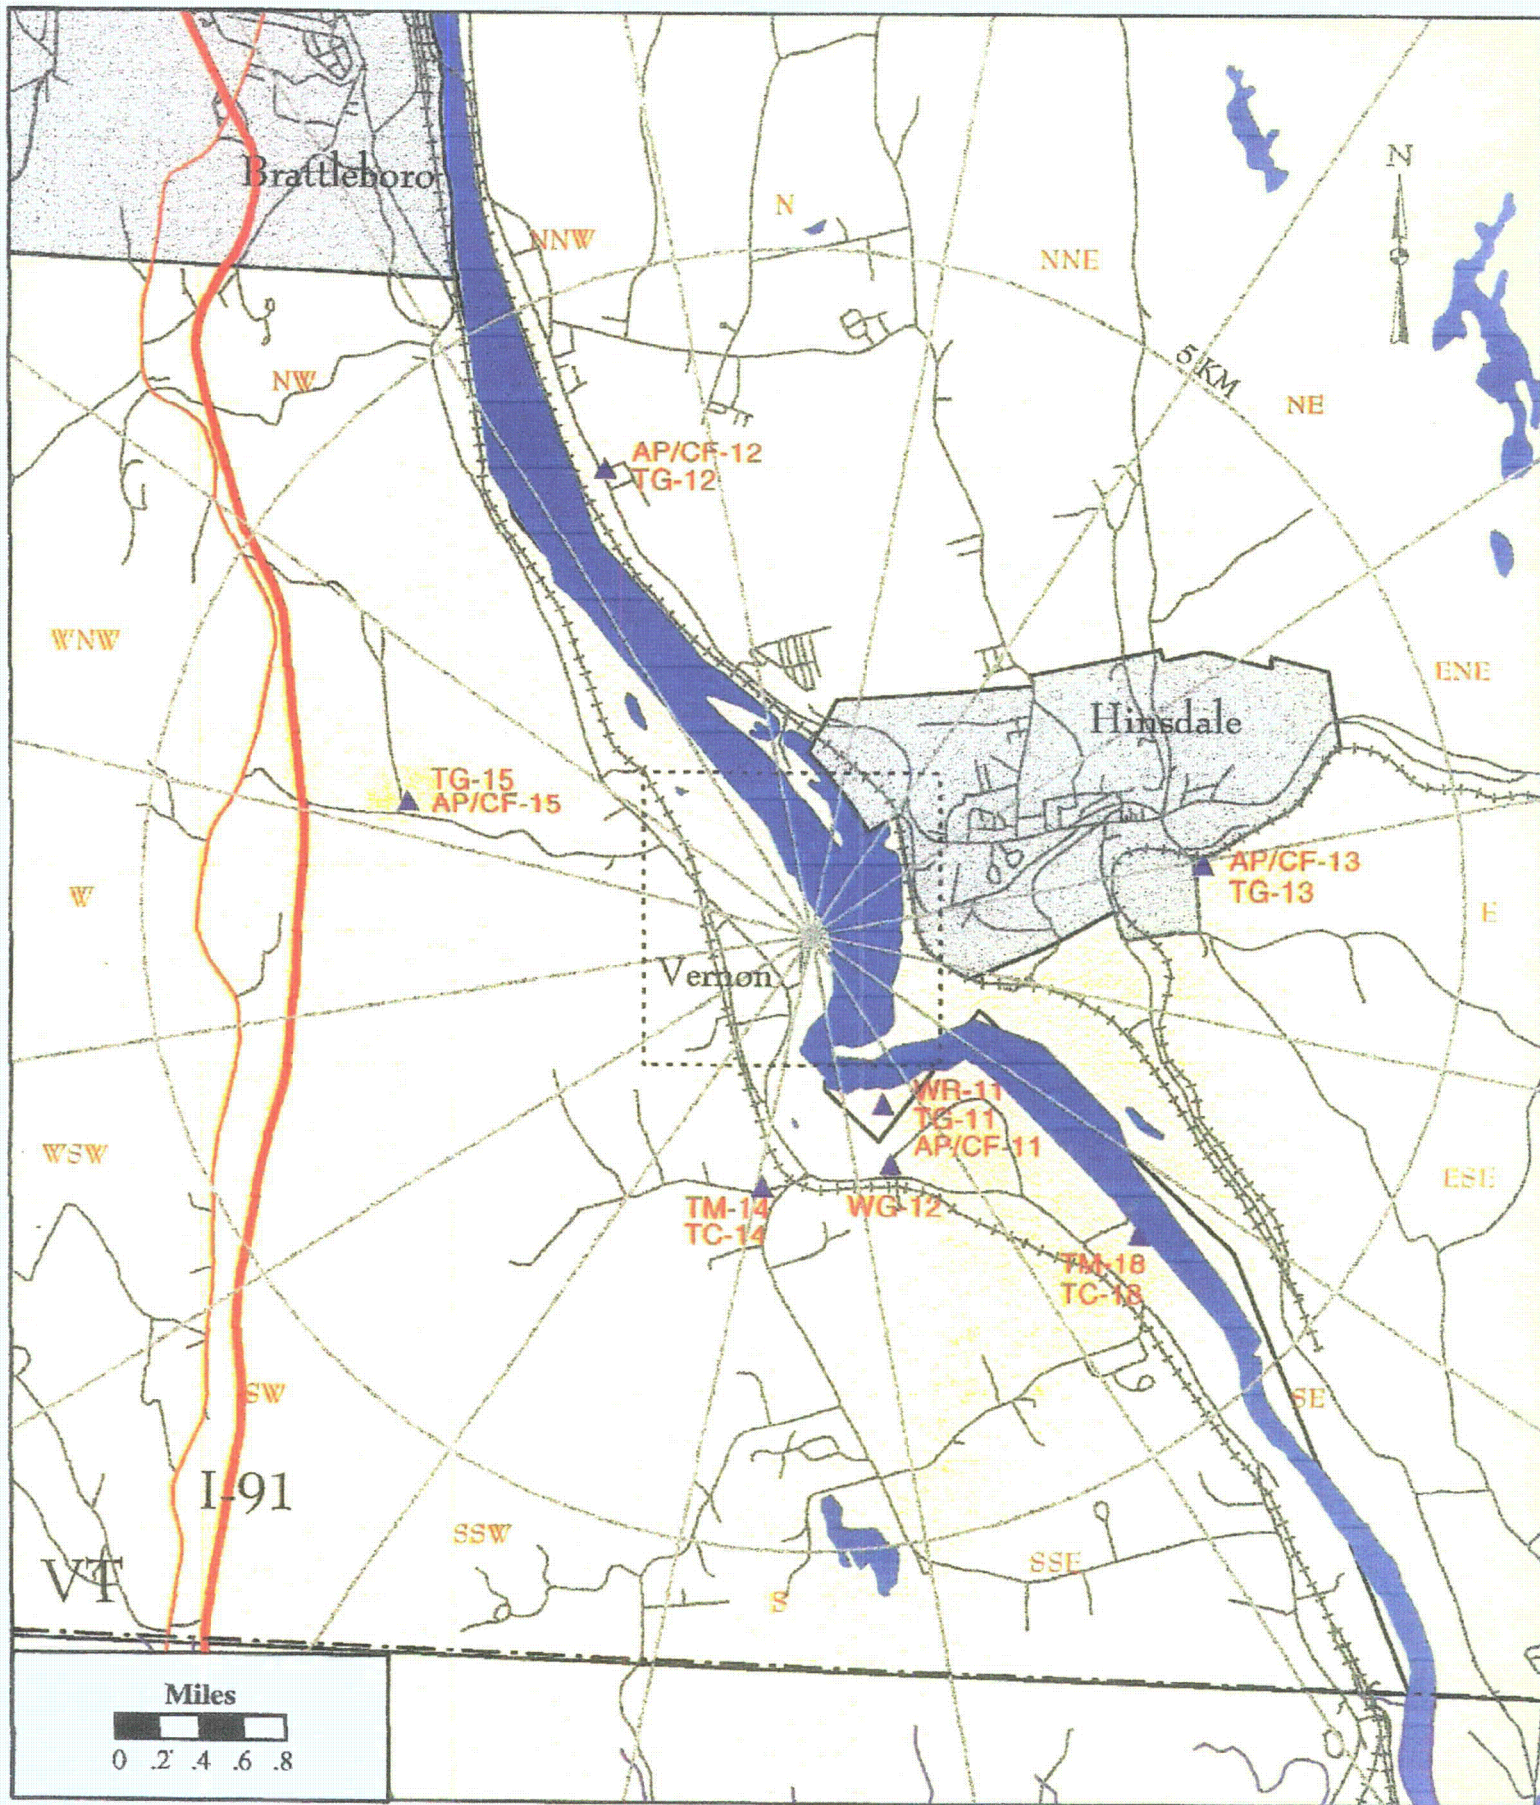 Brattleboro
N
N
NNW
NNE
5 KM
NW
NE
AP/CF-12
TG-12
WNW
ENE
Hinsdale
TG-15
AP/CF-15
AP/CF-13
TG-13
W
E
Vernon
WR-11
TG-11
AP/CF-11
WSW
ESE
TM-14
TC-14
WG-12
TM-18
TC-18
SW
SE
I-91
SSW
SSE
VT
S
Miles
0 .2 .4 .6 .8